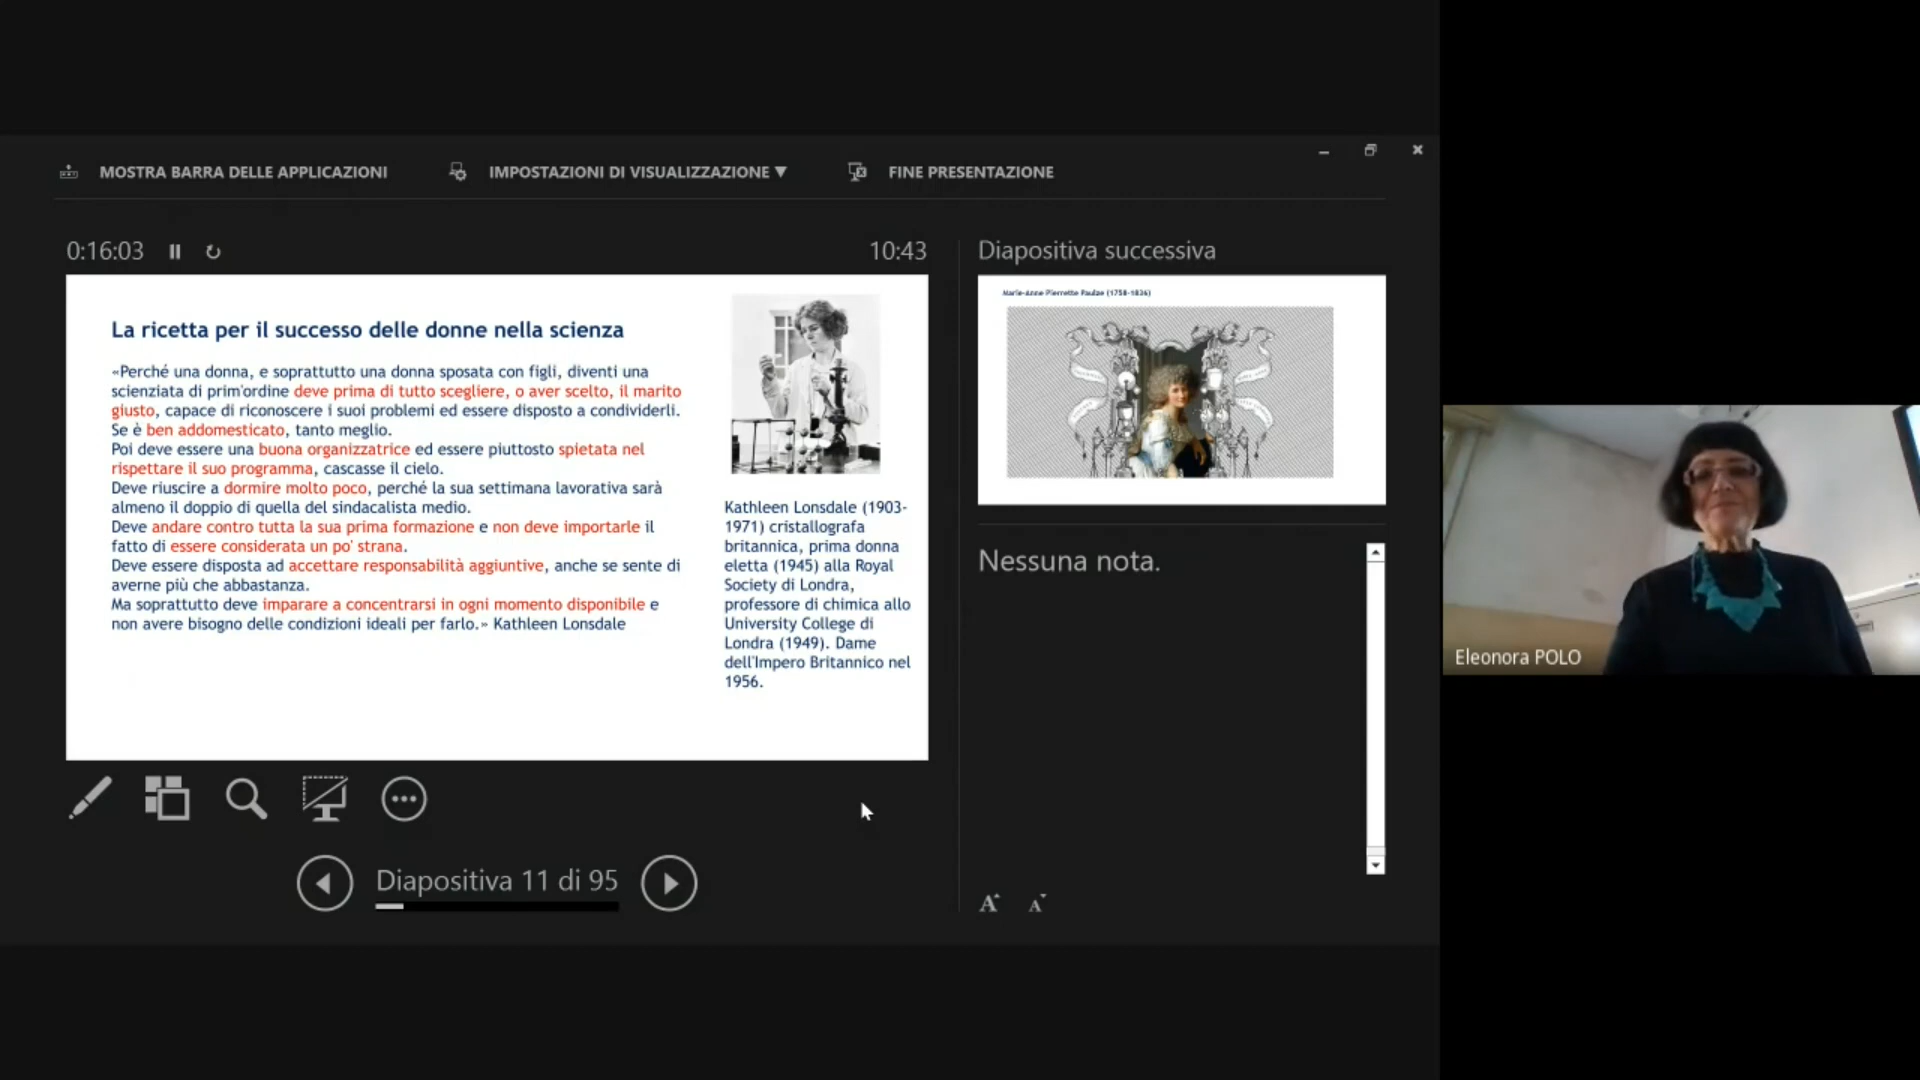 MOSTRA BARRA DELLE APPLICAZIONI
IMPOSTAZIONI DI VISUALIZZAZIONE ▼
FINE PRESENTAZIONE
0:16:03
10:43
La ricetta per il successo delle donne nella scienza
«Perché una donna, e soprattutto una donna sposata con figli, diventi una
scienziata di prim'ordine deve prima di tutto scegliere, o aver scelto, il marito
giusto, capace di riconoscere i suoi problemi ed essere disposto a condividerli.
Se è ben addomesticato, tanto meglio.
Poi deve essere una buona organizzatrice ed essere piuttosto spietata nel
rispettare il suo programma, cascasse il cielo.
Deve riuscire a dormire molto poco, perché la sua settimana lavorativa sarà
almeno il doppio di quella del sindacalista medio.
Deve andare contro tutta la sua prima formazione e non deve importarle il
fatto di essere considerata un po' strana.
Deve essere disposta ad accettare responsabilità aggiuntive, anche se sente di
averne più che abbastanza.
Ma soprattutto deve imparare a concentrarsi in ogni momento disponibile e
non avere bisogno delle condizioni ideali per farlo.» Kathleen Lonsdale
Kathleen Lonsdale (1903-
1971) cristallografa
britannica, prima donna
eletta (1945) alla Royal
Society di Londra,
professore di chimica allo
University College di
Londra (1949). Dame
dell'Impero Britannico nel
1956.
Diapositiva 11 di 95
Diapositiva successiva
Marie-Anne Pierrette Paulze (1758-1836)
Nessuna nota.
A A
Eleonora POLO